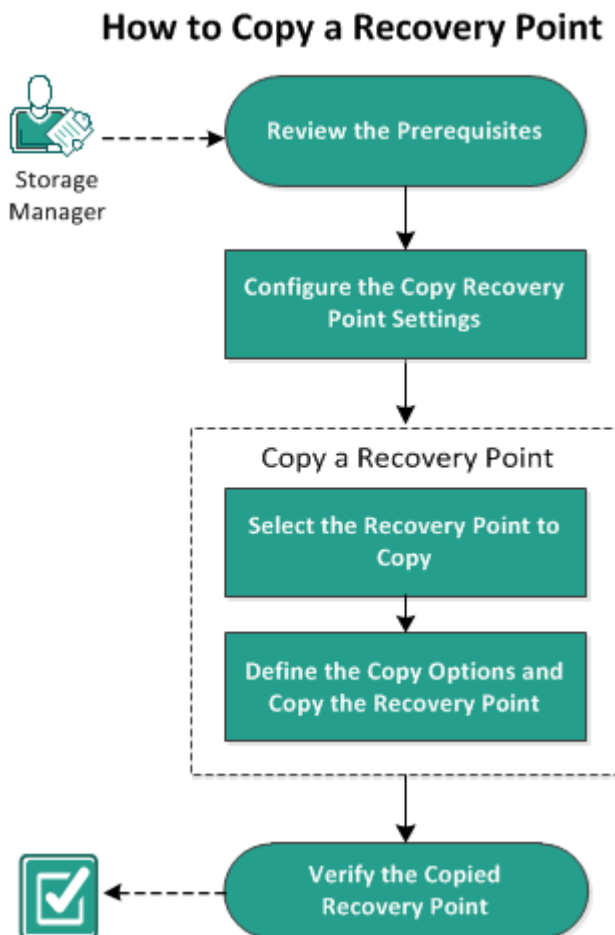 How to Copy a Recovery Point
Review the Prerequisites
Storage
Manager
Configure the Copy Recovery
Point Settings
Copy a Recovery Point
Select the Recovery Point to
Copy
Define the Copy Options and
Copy the Recovery Point
Verify the Copied
Recovery Point